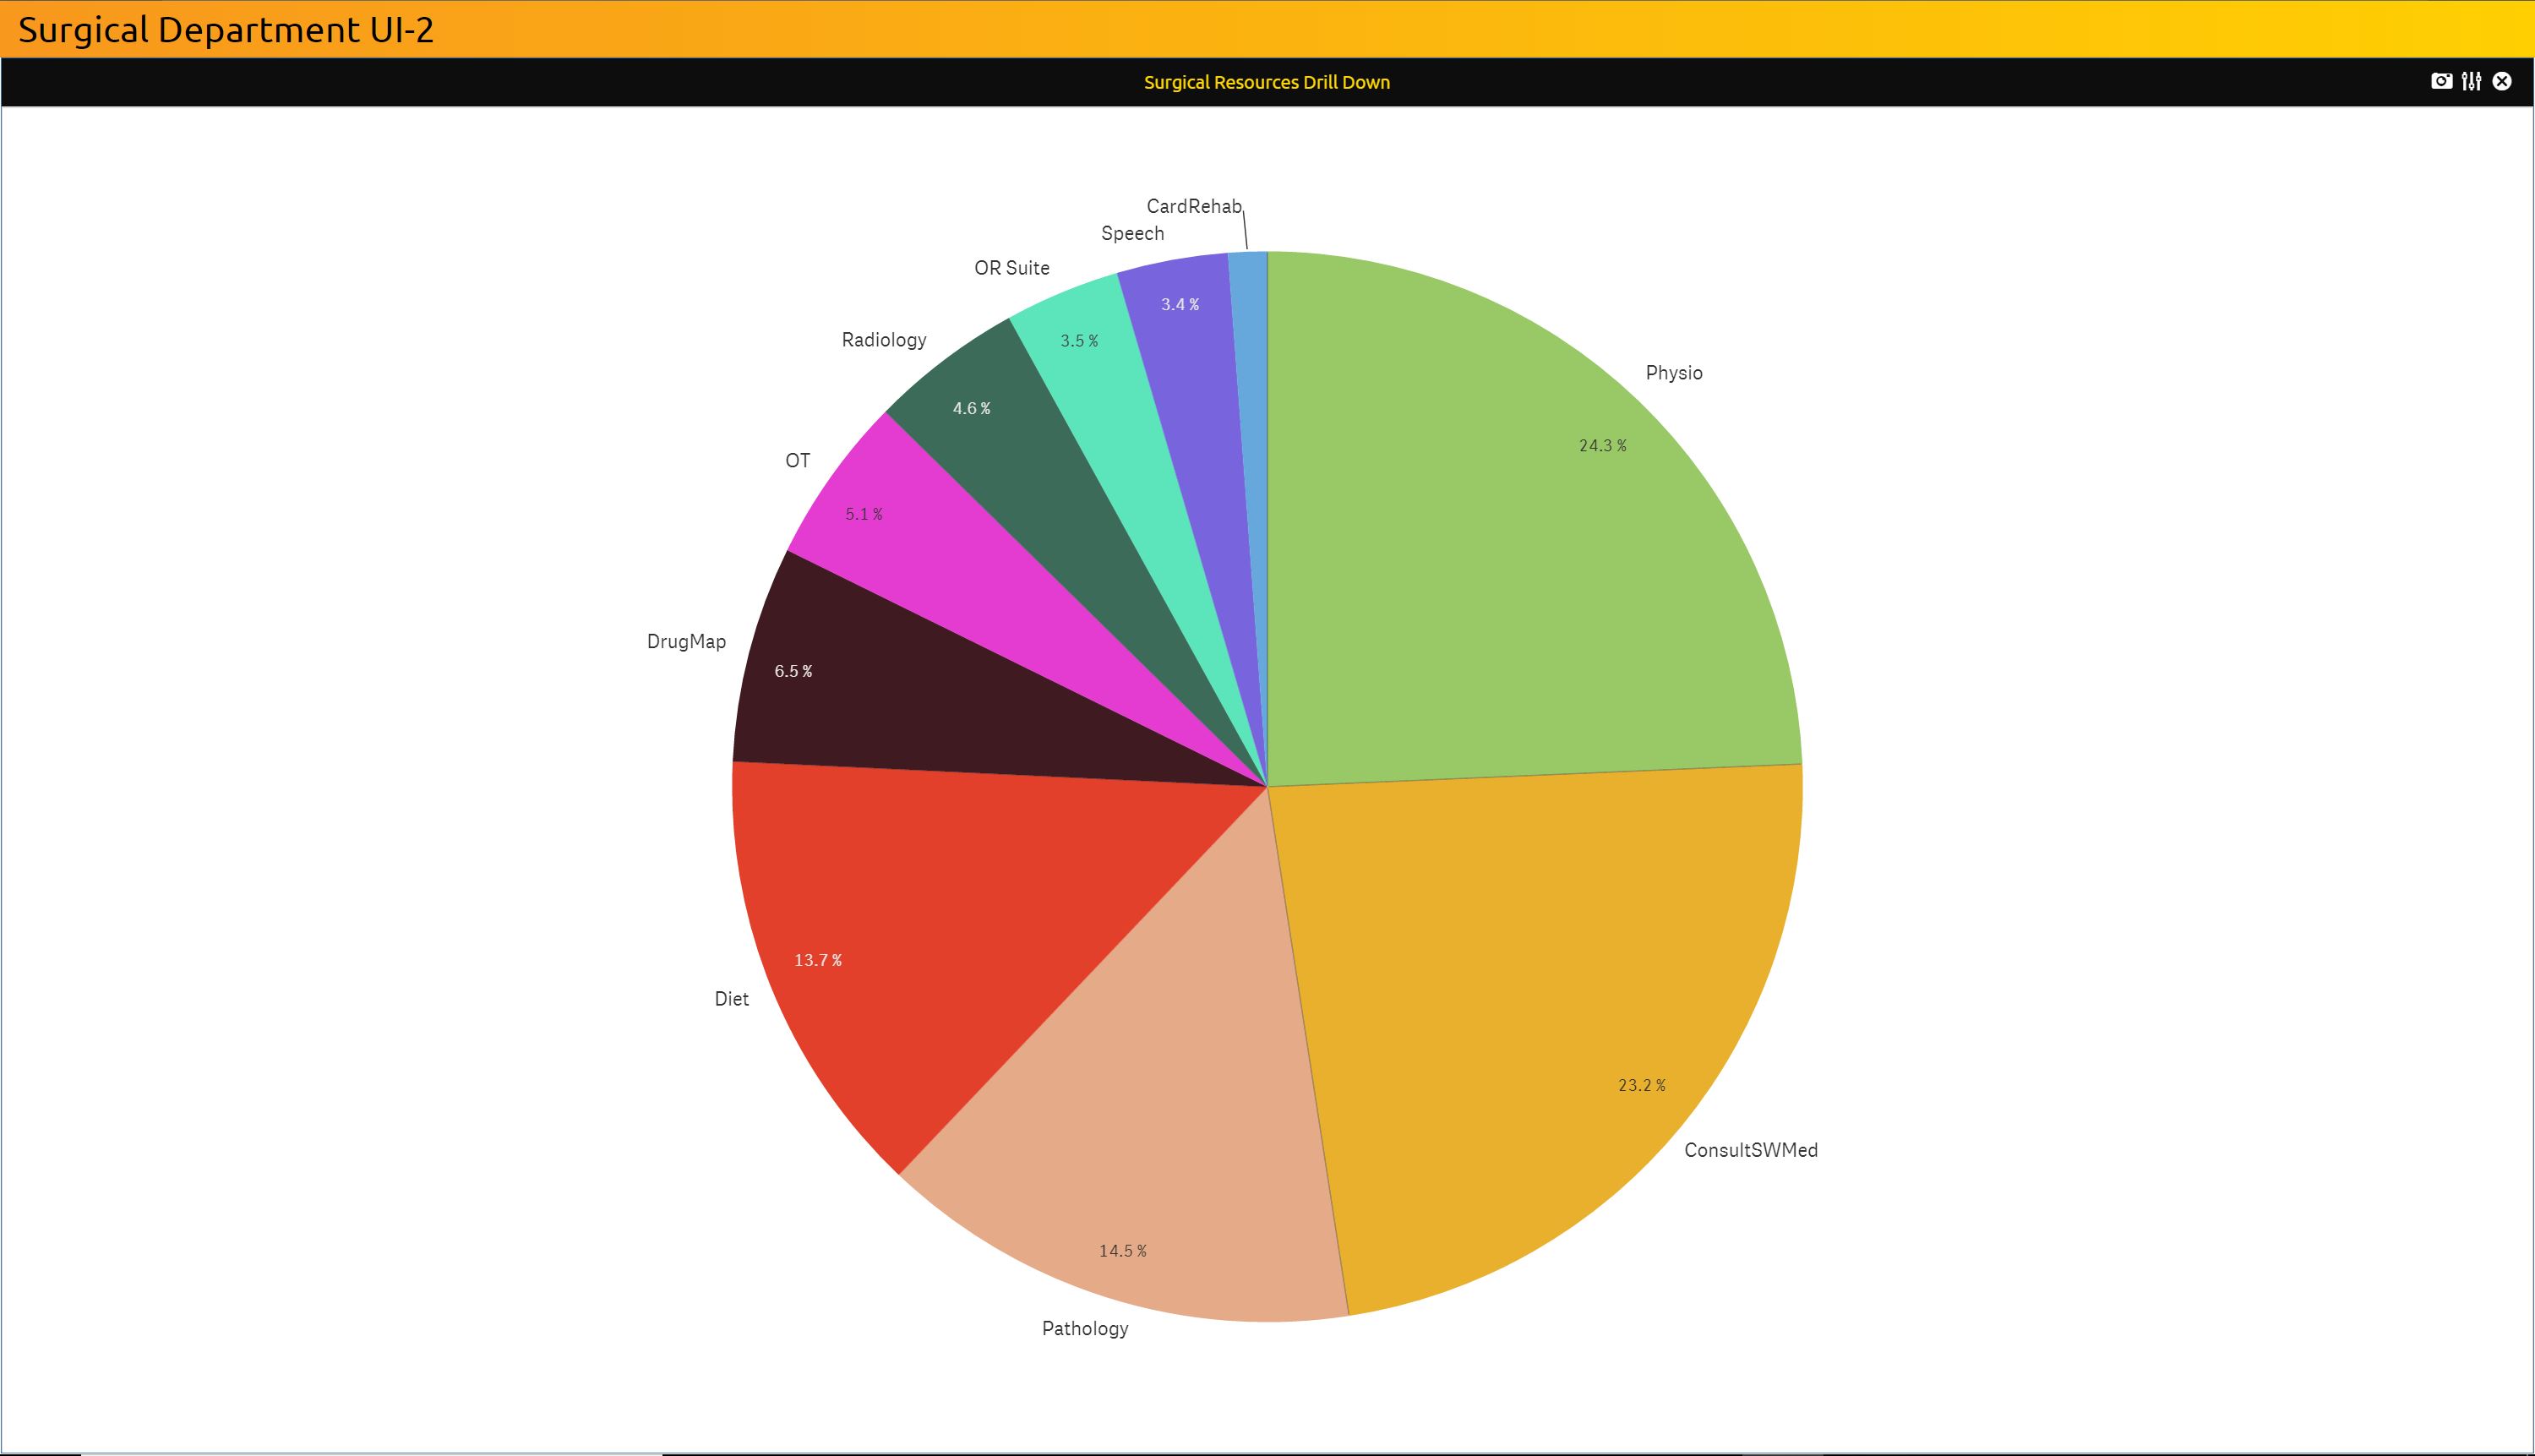 Surgical Department UI-2
Surgical Resources Drill Down
CardRehab
Speech
OR Suite
3.4 %
Radiology
3.5 %
Physio
4.6 %
24.3 %
OT
5.1 %
DrugMap
6.5 %
13.7 %
Diet
23.2 %
ConsultSWMed
14.5 %
Pathology